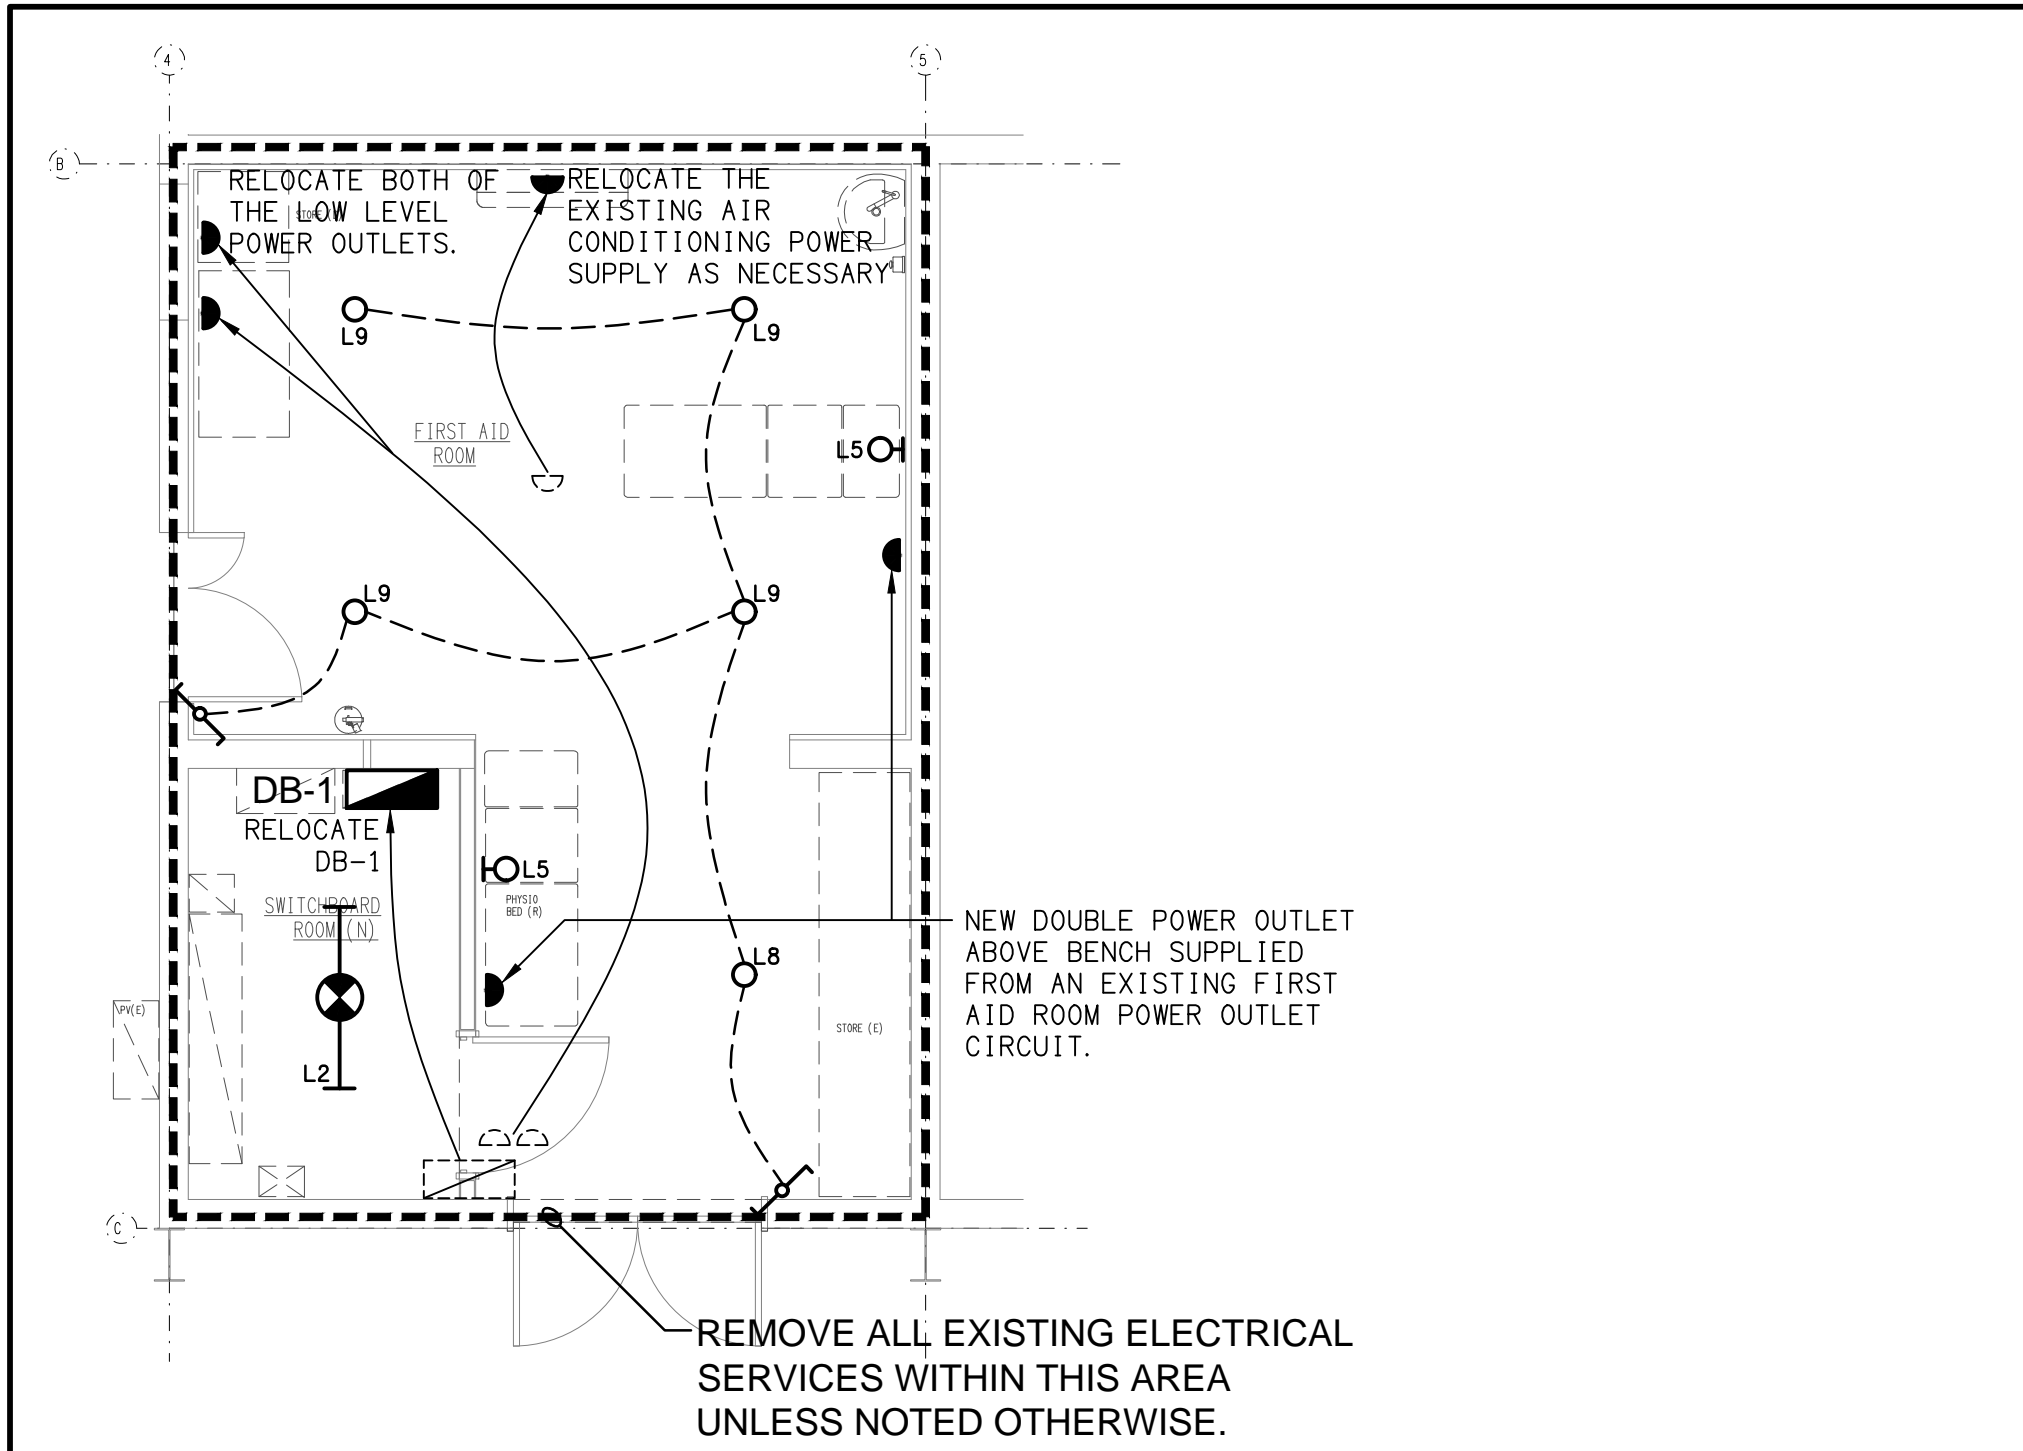 4
5
B
RELOCATE BOTH OF
THE LOW LEVEL
POWER OUTLETS.
RELOCATE THE
EXISTING AIR
CONDITIONING POWER
SUPPLY AS NECESSARY
L9
L9
FIRST AID
ROOM
L5
L9
L9
DB-1
RELOCATE
DB-1
L5
PHYSIO
BED (R)
SWITCHBOARD
ROOM (N)
L8
NEW DOUBLE POWER OUTLET
ABOVE BENCH SUPPLIED
FROM AN EXISTING FIRST
AID ROOM POWER OUTLET
CIRCUIT.
PV(E)
STORE (E)
L2
C
REMOVE ALL EXISTING ELECTRICAL
SERVICES WITHIN THIS AREA
UNLESS NOTED OTHERWISE.